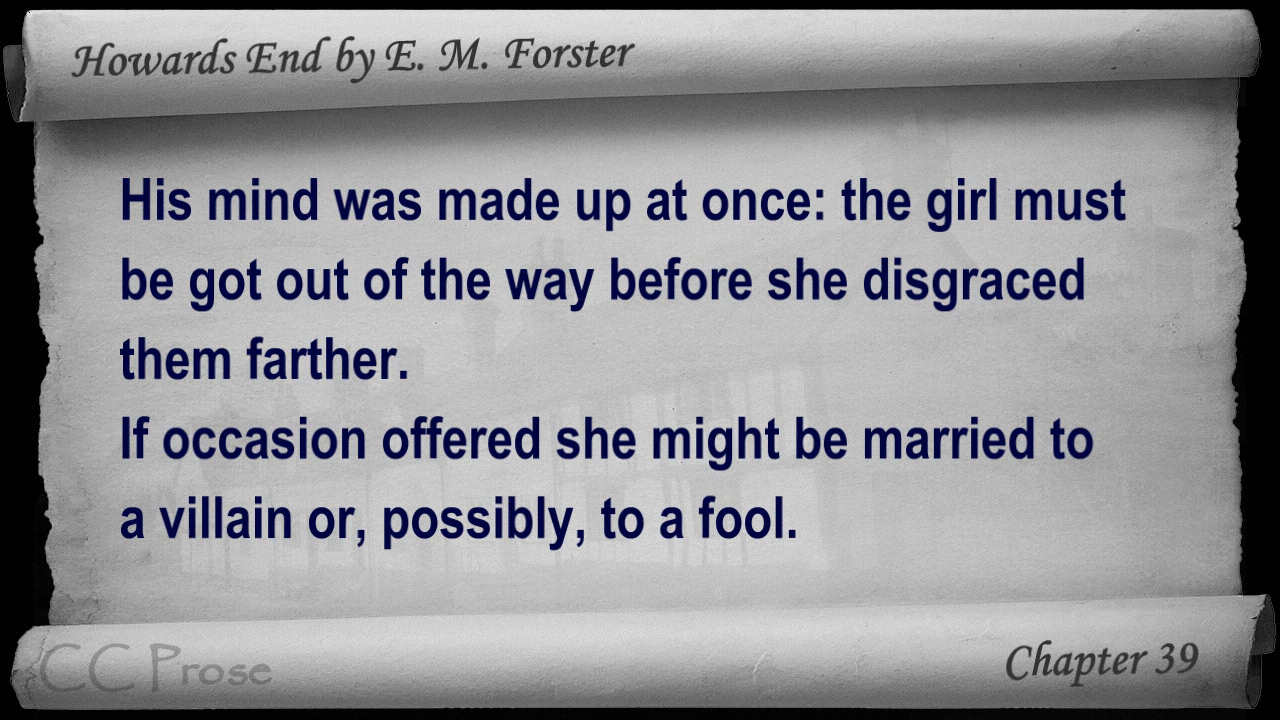 Howards End by E. M. Forster
His mind was made up at once: the girl must
be got out of the way before she disgraced
them farther.
If occasion offered she might be married to
a villain or, possibly, to a fool.
CC Prose
Chapter 39